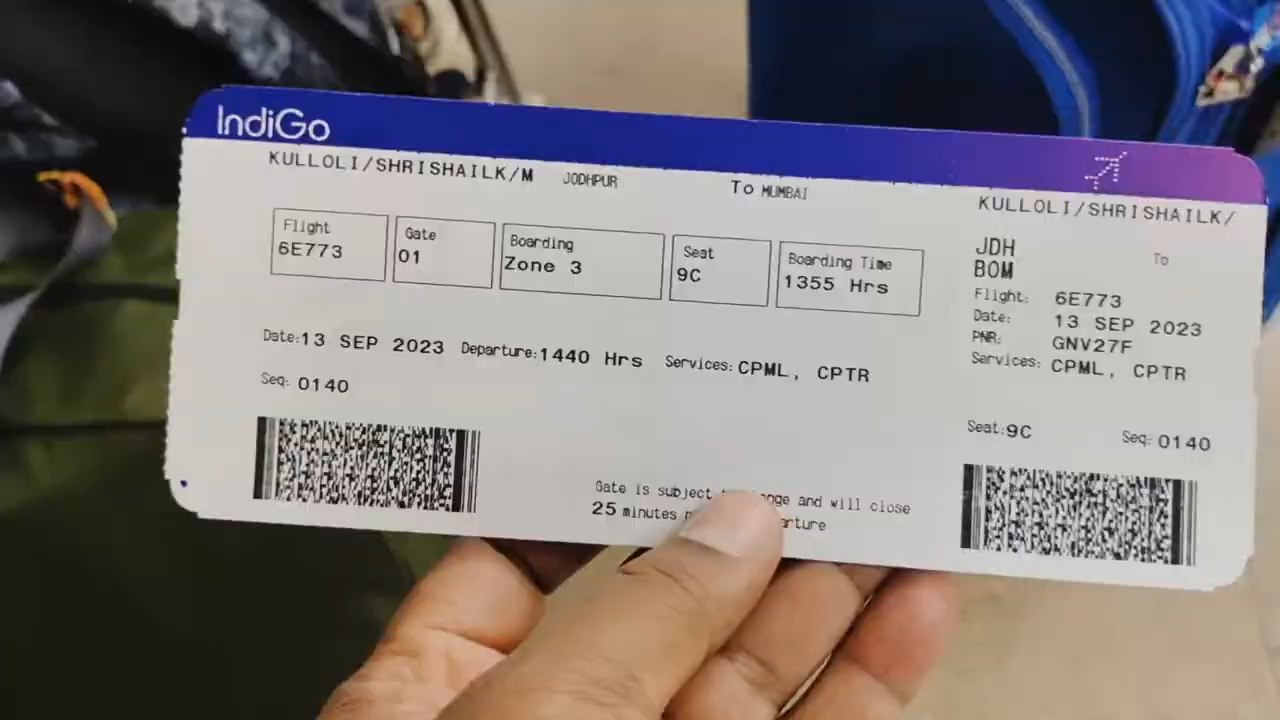 IndiGo
KULLOLI/SHRISHAILK/M JODHPUR To MUMBAI
Flight
6E773
Gate
01
Boarding
Zone 3
Seat
9C
Boarding Time
1355 Hrs
Date:13 SEP 2023 Departure:1440 Hrs Services:CPML, CPTR
Seq: 0140
Gate is subject and will close
25 minutes
KULLOLI/SHRISHAILK/
JDH To
BOM
Flight: 6E773
Date: 13 SEP 2023
PNR: GNV27F
Services: CPML, CPTR
Seat:9C Seq:0140